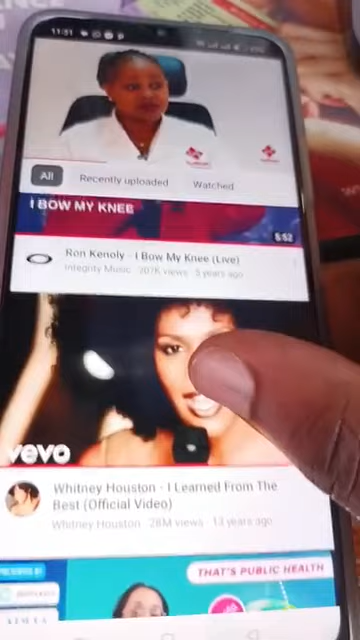 11:51
All Recently uploaded Watched
I BOW MY KNEE
5:52
Ron Kenoly - I Bow My Knee (Live)
Integrity Music · 207K views · 5 years ago
vevo
Whitney Houston - I Learned From The
Best (Official Video)
Whitney Houston · 28M views · 13 years ago
THAT'S PUBLIC HEALTH